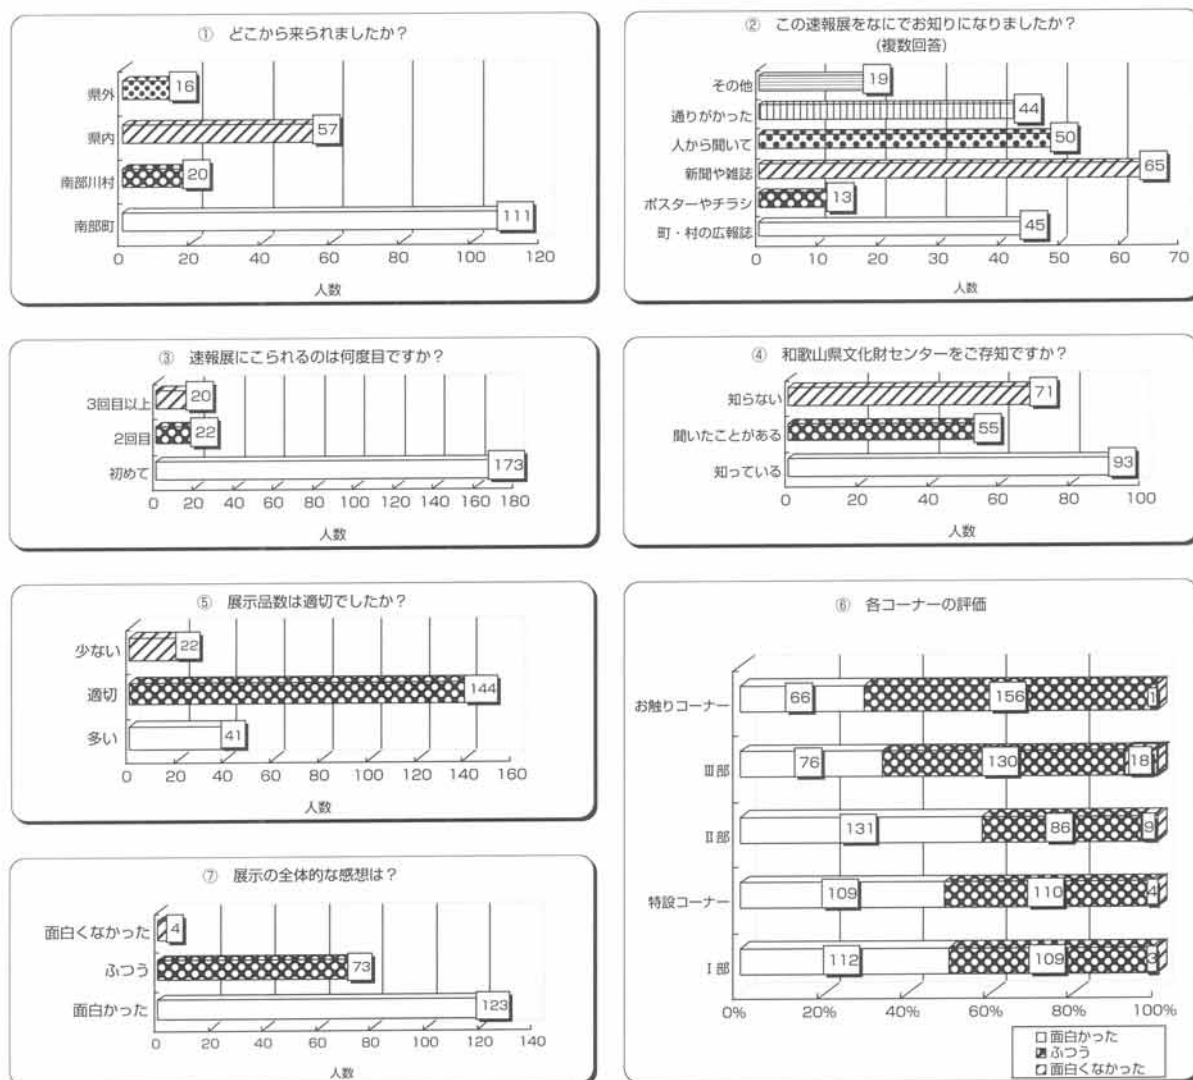 ① どこから来られましたか？
県外
16
県内
57
南部川村
20
南部町
111
0 20 40 60 80 100 120
人数
② この速報展をなにでお知りになりましたか？
(複数回答)
その他
19
通りがかった
44
人から聞いて
50
新聞や雑誌
65
ポスターやチラシ
13
町・村の広報誌
45
0 10 20 30 40 50 60 70
人数
③ 速報展にこられるのは何度目ですか？
3回目以上
20
2回目
22
初めて
173
0 20 40 60 80 100 120 140 160 180
人数
④ 和歌山県文化財センターをご存知ですか？
知らない
71
聞いたことがある
55
知っている
93
0 20 40 60 80 100
人数
⑤ 展示品数は適切でしたか？
少ない
22
適切
144
多い
41
0 20 40 60 80 100 120 140 160
人数
⑥ 各コーナーの評価
お触りコーナー
66 156 1
Ⅲ部
76 130 18
Ⅱ部
131 86 9
特設コーナー
109 110 4
Ⅰ部
112 109 3
0% 20% 40% 60% 80% 100%
面白かった
ふつう
面白くなかった
⑦ 展示の全体的な感想は？
面白くなかった
4
ふつう
73
面白かった
123
0 20 40 60 80 100 120 140
人数